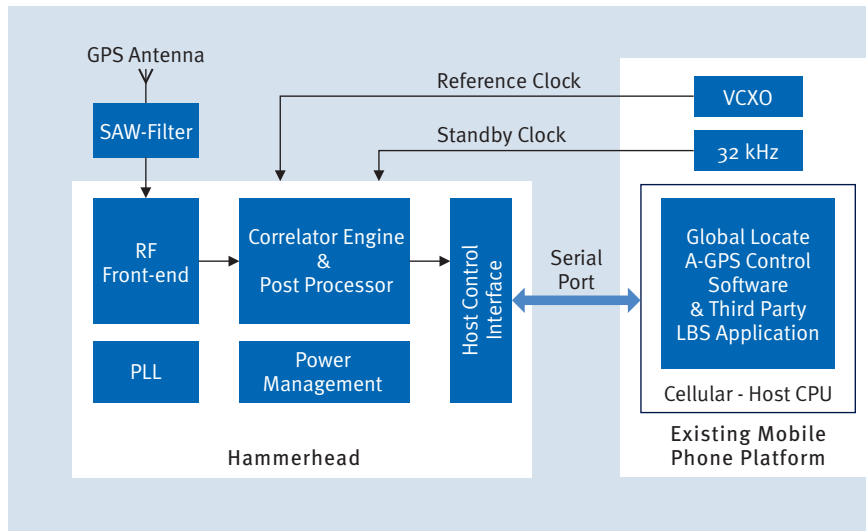 GPS Antenna
SAW-Filter
Reference Clock
Standby Clock
VCXO
32 kHz
RF
Front-end
Correlator Engine
&
Post Processor
Host Control
Interface
PLL
Power
Management
Hammerhead
Serial
Port
Global Locate
A-GPS Control
Software
& Third Party
LBS Application
Cellular - Host CPU
Existing Mobile
Phone Platform